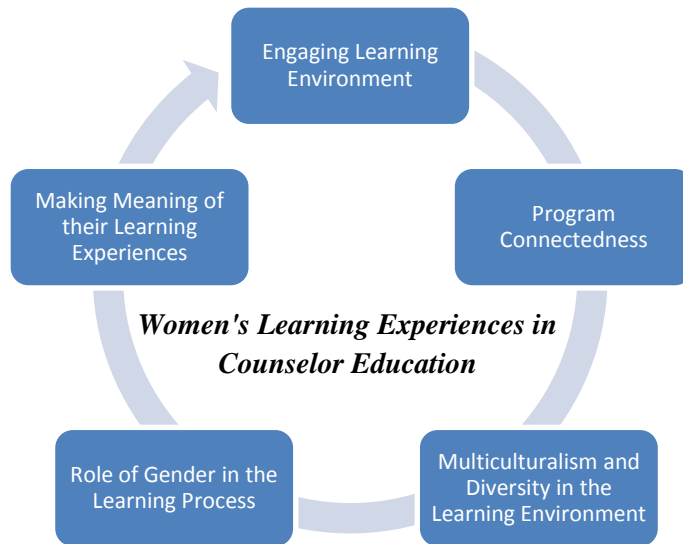 Engaging Learning
Environment
Program
Connectedness
Multiculturalism and
Diversity in the
Learning Environment
Role of Gender in the
Learning Process
Making Meaning of
their Learning
Experiences
Women's Learning Experiences in
Counselor Education